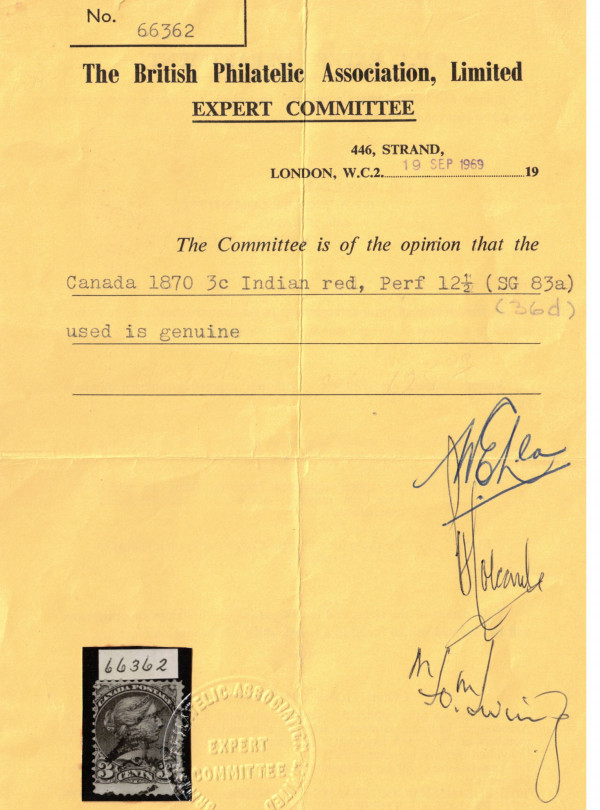 No.
66362
The British Philatelic Association, Limited
EXPERT COMMITTEE
446, STRAND,
LONDON, W.C.2. 19 SEP 1969 19
The Committee is of the opinion that the
Canada 1870 3c Indian red, Perf 12½ (SG 83a)
(36d)
used is genuine
66362
CANADA POSTAGE
3 CENTS 3
EXPERT
COMMITTEE